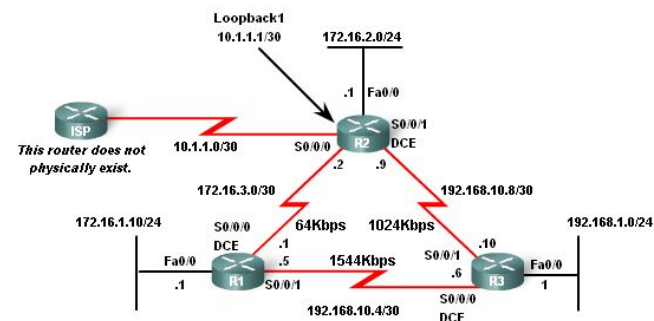 Loopback1
10.1.1.1/30
172.16.2.0/24
.1 Fa0/0
ISP
This router does not
physically exist.
10.1.1.0/30
S0/0/0
R2
S0/0/1
DCE
.2
.9
172.16.3.0/30
192.168.10.8/30
172.16.1.10/24
S0/0/0
DCE
64Kbps
1024Kbps
192.168.1.0/24
.1
.5
1544Kbps
.10
S0/0/1
.6
Fa0/0
.1
R1
S0/0/1
R3
Fa0/0
1
192.168.10.4/30
S0/0/0
DCE